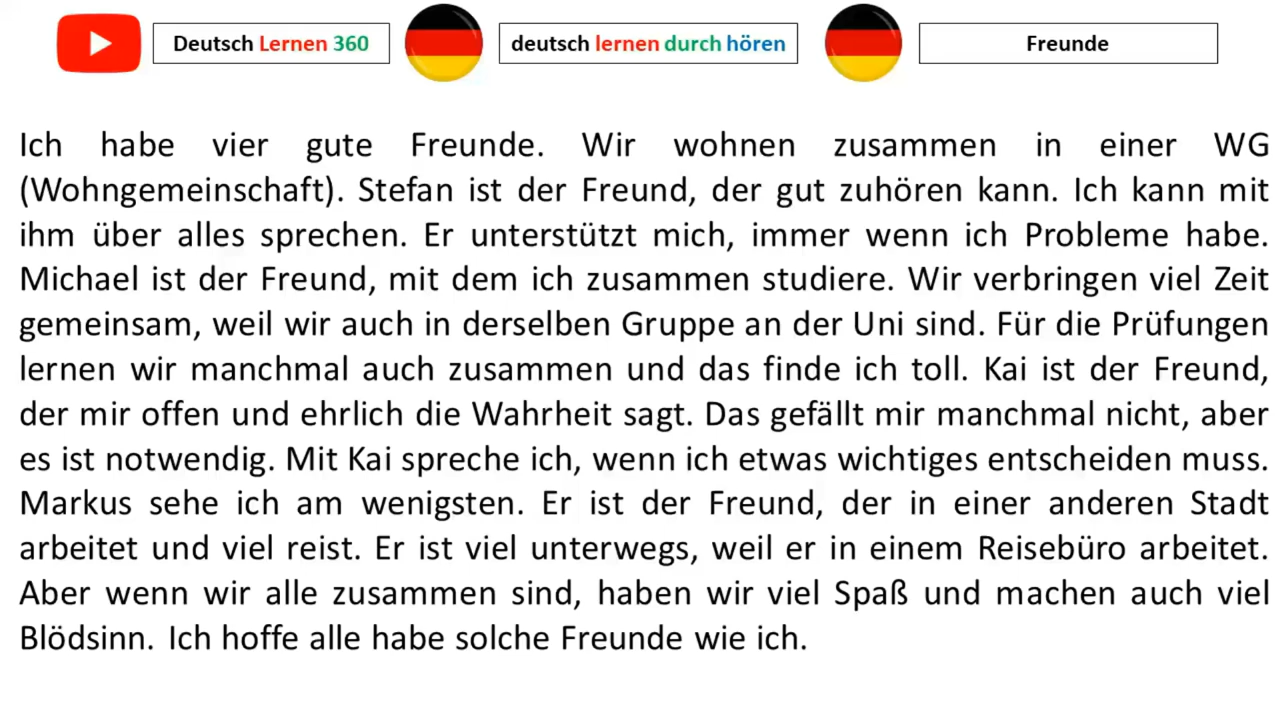 Deutsch Lernen 360
deutsch lernen durch hören
Freunde
Ich habe vier gute Freunde. Wir wohnen zusammen in einer WG
(Wohngemeinschaft). Stefan ist der Freund, der gut zuhören kann. Ich kann mit
ihm über alles sprechen. Er unterstützt mich, immer wenn ich Probleme habe.
Michael ist der Freund, mit dem ich zusammen studiere. Wir verbringen viel Zeit
gemeinsam, weil wir auch in derselben Gruppe an der Uni sind. Für die Prüfungen
lernen wir manchmal auch zusammen und das finde ich toll. Kai ist der Freund,
der mir offen und ehrlich die Wahrheit sagt. Das gefällt mir manchmal nicht, aber
es ist notwendig. Mit Kai spreche ich, wenn ich etwas wichtiges entscheiden muss.
Markus sehe ich am wenigsten. Er ist der Freund, der in einer anderen Stadt
arbeitet und viel reist. Er ist viel unterwegs, weil er in einem Reisebüro arbeitet.
Aber wenn wir alle zusammen sind, haben wir viel Spaß und machen auch viel
Blödsinn. Ich hoffe alle habe solche Freunde wie ich.